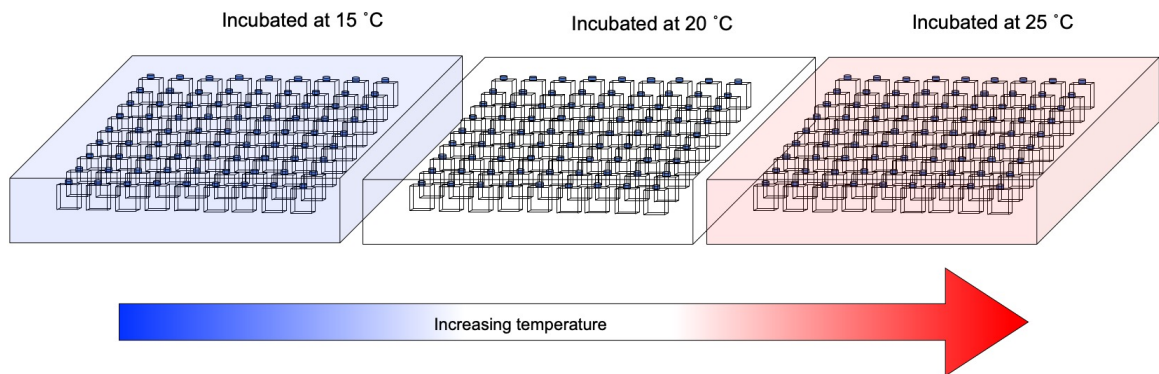 Incubated at 15 ˚C
Incubated at 20 ˚C
Incubated at 25 ˚C
Increasing temperature